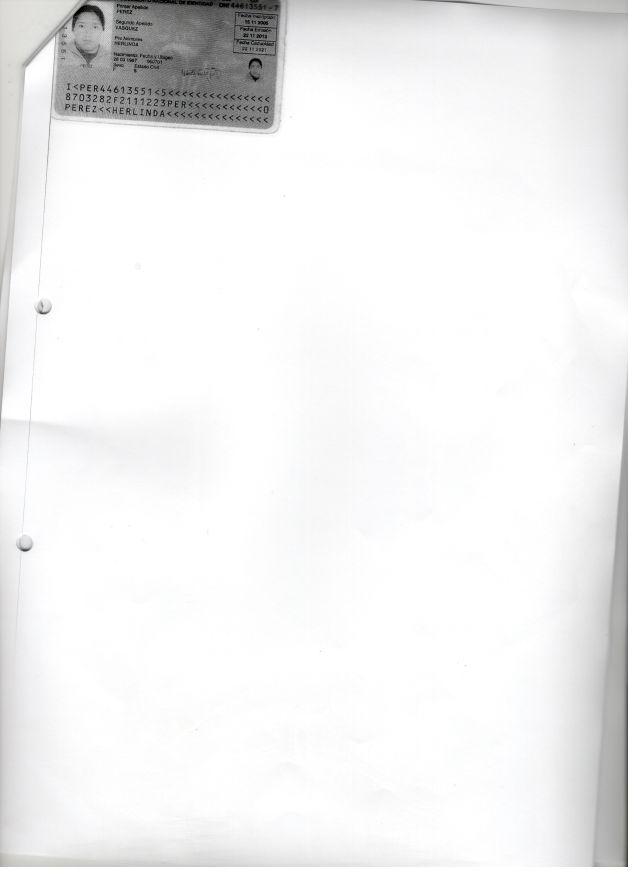 NACIONAL DE IDENTIDAD DNI 44613551 - 7
Primer Apellido
PEREZ
Segundo Apellido
VASQUEZ
Pre Nombres
HERLINDA
Nacimiento: Fecha y Ubigeo
28 03 1987
Sexo Estado Civil
F S
Fecha Inscripción
15 11 2005
Fecha Emisión
22 11 2013
Fecha Caducidad
22 11 2021
I<PER44613551<5<<<<<<<<<<<<<<<
8703282F2111223PER<<<<<<<<<<<0
PEREZ<<HERLINDA<<<<<<<<<<<<<<<